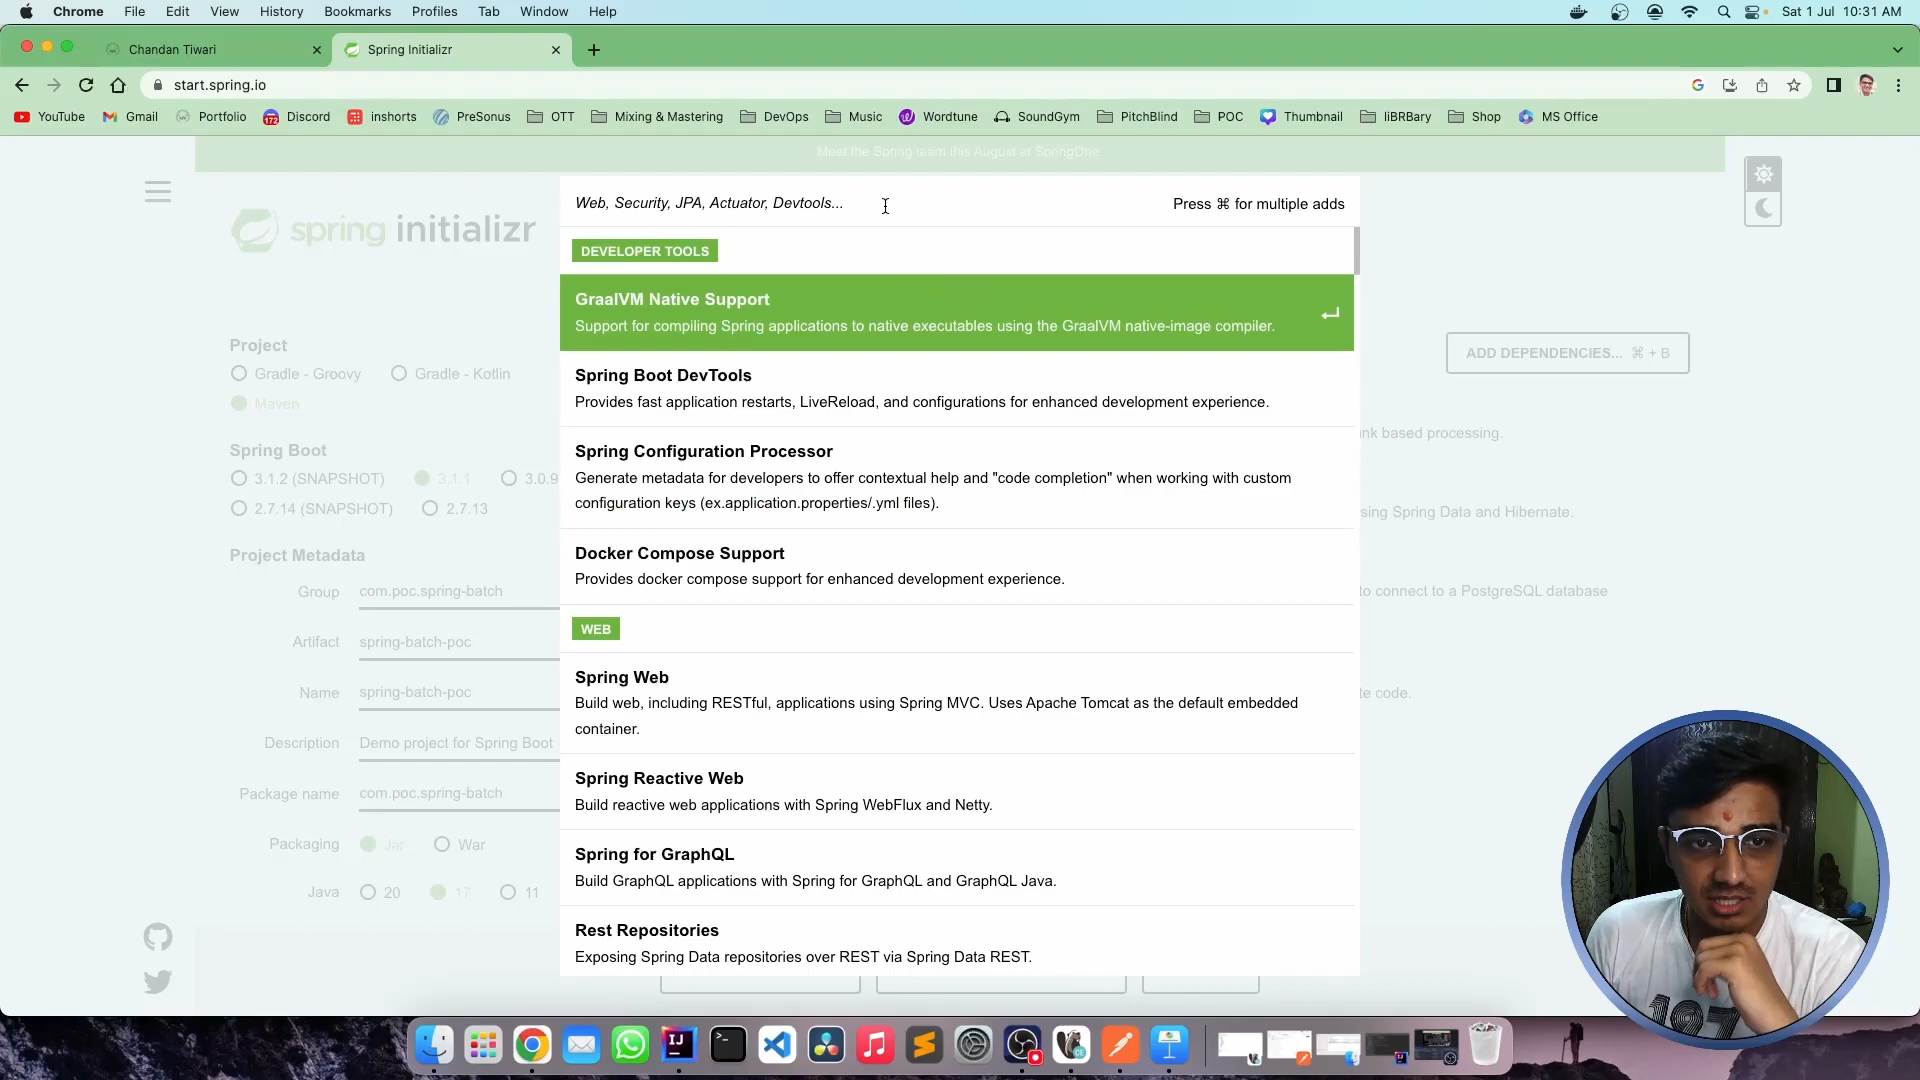 Chrome File Edit View History Bookmarks Profiles Tab Window Help Sat 1 Jul 10:31 AM
Chandan Tiwari Spring Initializr
start.spring.io
YouTube Gmail Portfolio Discord inshorts PreSonus OTT Mixing & Mastering DevOps Music Wordtune SoundGym PitchBlind POC Thumbnail liBRBary Shop MS Office
172
Meet the Spring team this August at SpringOne.
spring initializr
Web, Security, JPA, Actuator, Devtools... Press ⌘ for multiple adds
DEVELOPER TOOLS
GraalVM Native Support
Support for compiling Spring applications to native executables using the GraalVM native-image compiler.
Spring Boot DevTools
Provides fast application restarts, LiveReload, and configurations for enhanced development experience.
Spring Configuration Processor
Generate metadata for developers to offer contextual help and "code completion" when working with custom
configuration keys (ex.application.properties/.yml files).
Docker Compose Support
Provides docker compose support for enhanced development experience.
WEB
Spring Web
Build web, including RESTful, applications using Spring MVC. Uses Apache Tomcat as the default embedded
container.
Spring Reactive Web
Build reactive web applications with Spring WebFlux and Netty.
Spring for GraphQL
Build GraphQL applications with Spring for GraphQL and GraphQL Java.
Rest Repositories
Exposing Spring Data repositories over REST via Spring Data REST.
Project
Gradle - Groovy Gradle - Kotlin
Maven
Spring Boot
3.1.2 (SNAPSHOT) 3.1.1 3.0.9
2.7.14 (SNAPSHOT) 2.7.13
Project Metadata
Group com.poc.spring-batch
Artifact spring-batch-poc
Name spring-batch-poc
Description Demo project for Spring Boot
Package name com.poc.spring-batch
Packaging Jar War
Java 20 17 11
ADD DEPENDENCIES... ⌘ + B
based processing.
Spring Data and Hibernate.
to connect to a PostgreSQL database
code.
197
IJ
CE